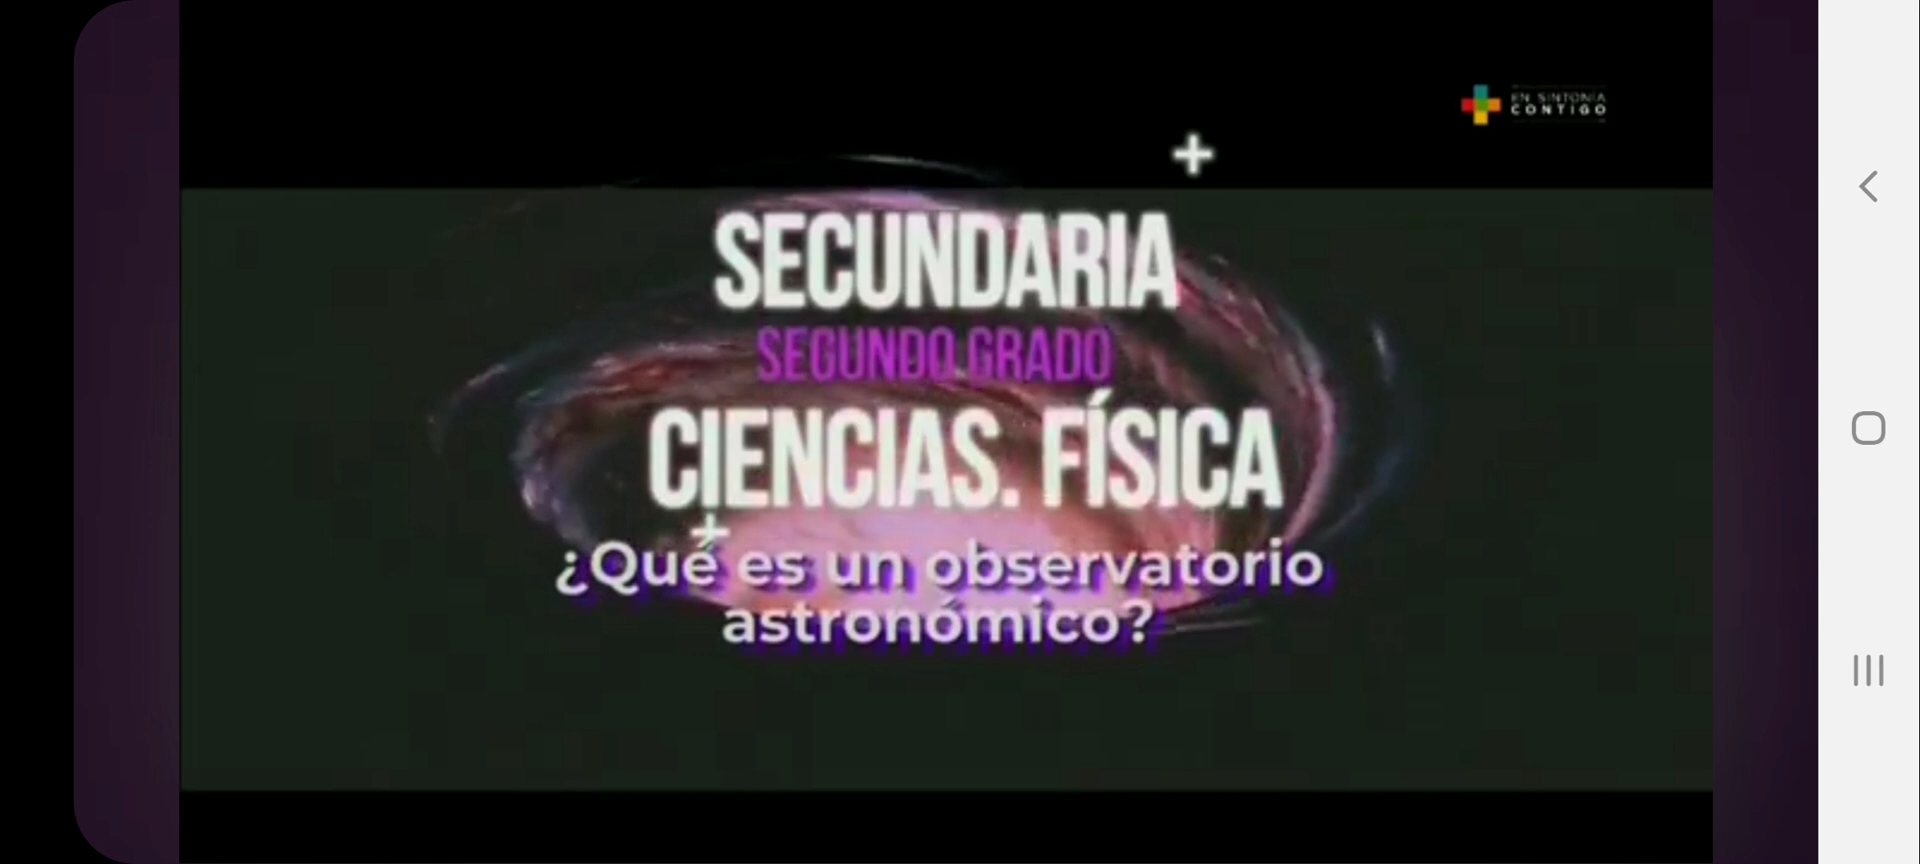 EN SINTONÍA
CONTIGO
SECUNDARIA
SEGUNDO GRADO
CIENCIAS. FÍSICA
¿Qué es un observatorio
astronómico?